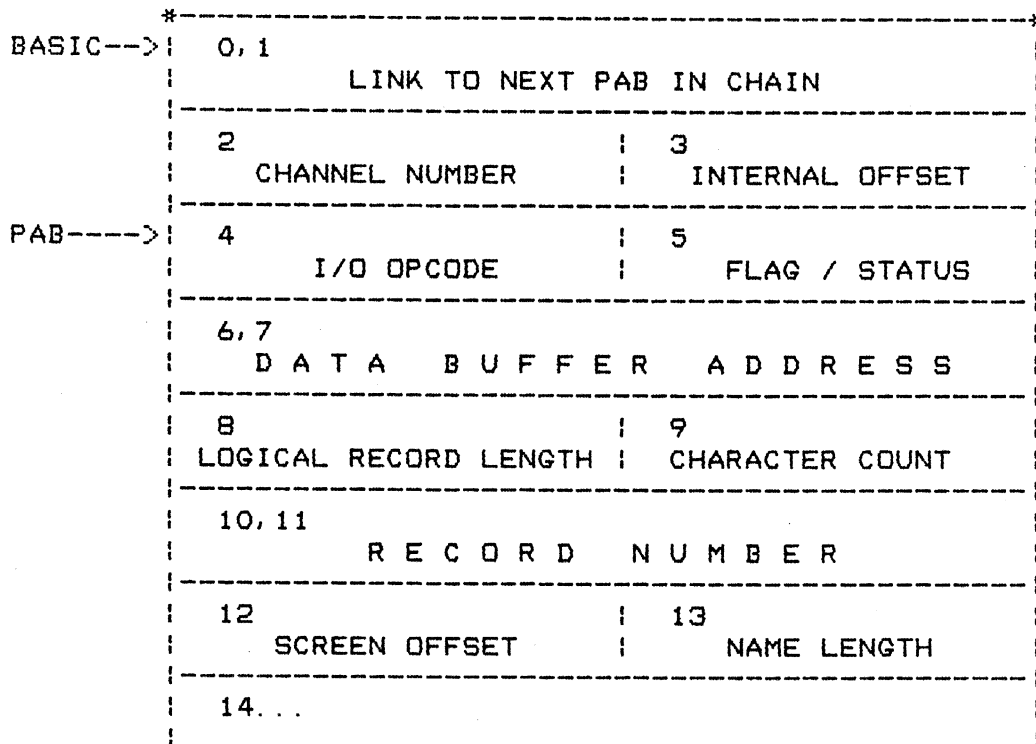 BASIC-->! 0,1
LINK TO NEXT PAB IN CHAIN
2 ! 3
CHANNEL NUMBER ! INTERNAL OFFSET
PAB---->! 4 ! 5
I/O OPCODE ! FLAG / STATUS
6,7
D A T A B U F F E R A D D R E S S
8 ! 9
LOGICAL RECORD LENGTH ! CHARACTER COUNT
10,11
R E C O R D N U M B E R
12 ! 13
SCREEN OFFSET ! NAME LENGTH
14...